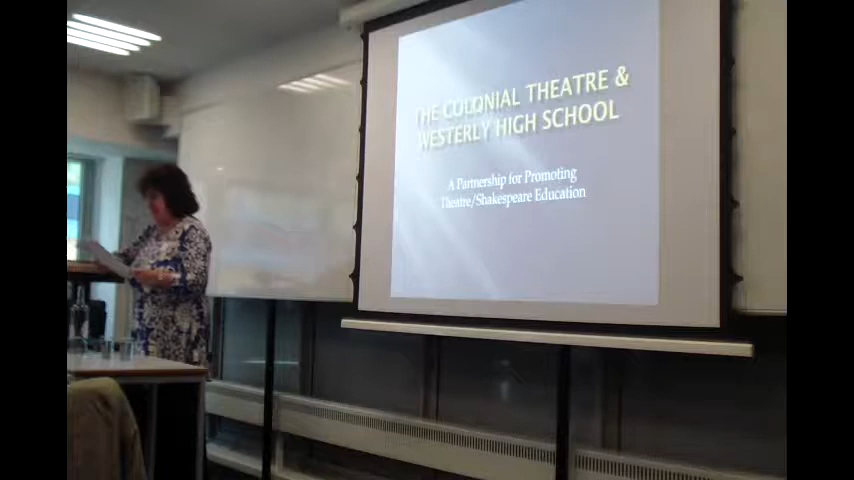 THE COLONIAL THEATRE &
WESTERLY HIGH SCHOOL
A Partnership for Promoting
Theatre/Shakespeare Education